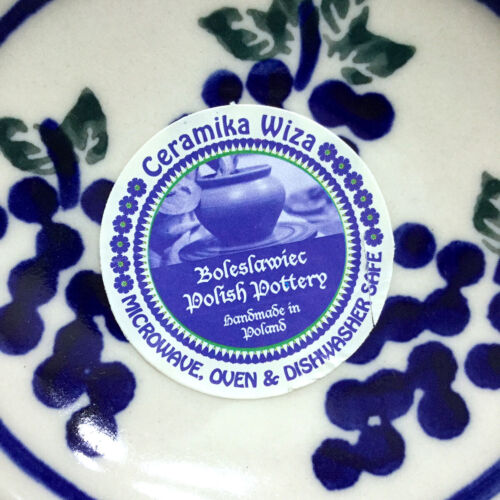 Ceramika Wiza
Boleslawiec
Polish Pottery
Handmade in
Poland
MICROWAVE, OVEN & DISHWASHER SAFE